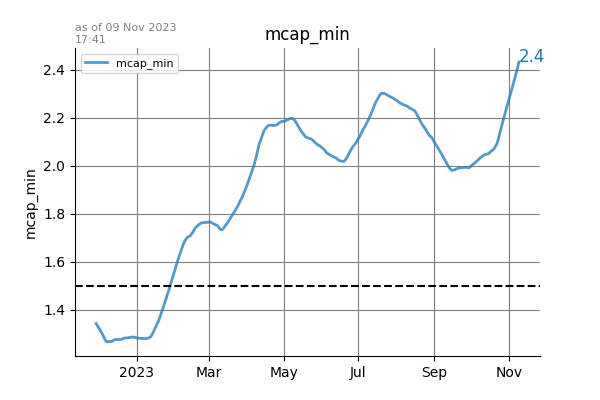 as of 09 Nov 2023
17:41
mcap_min
2.4
mcap_min
2.4
2.2
2.0
1.8
1.6
1.4
mcap_min
2023
Mar
May
Jul
Sep
Nov